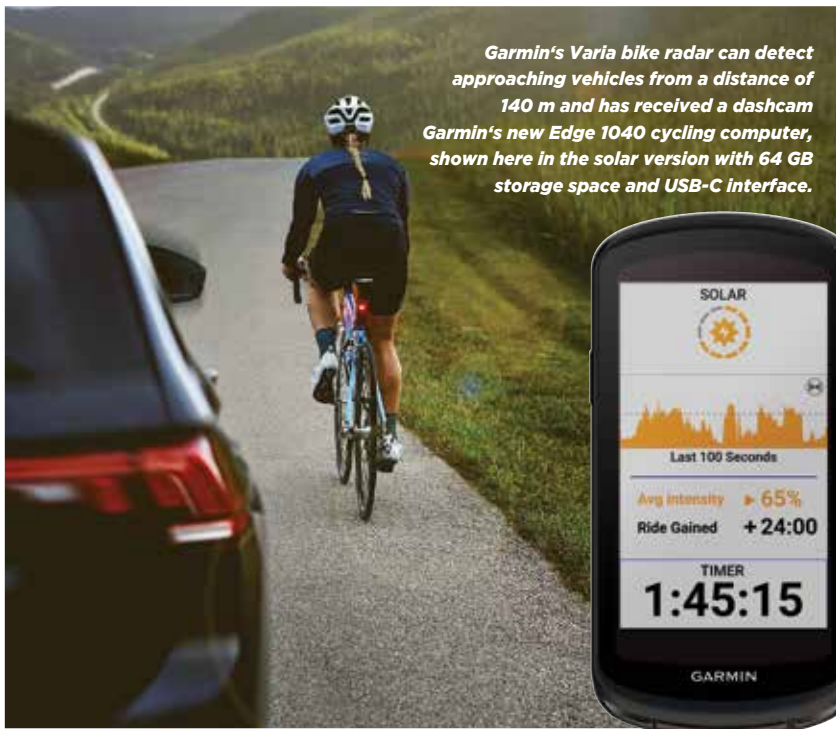 Garmin‘s Varia bike radar can detect
approaching vehicles from a distance of
140 m and has received a dashcam
Garmin‘s new Edge 1040 cycling computer,
shown here in the solar version with 64 GB
storage space and USB-C interface.
SOLAR
Last 100 Seconds
Avg Intensity ▸ 65%
Ride Gained + 24:00
TIMER
1:45:15
GARMIN